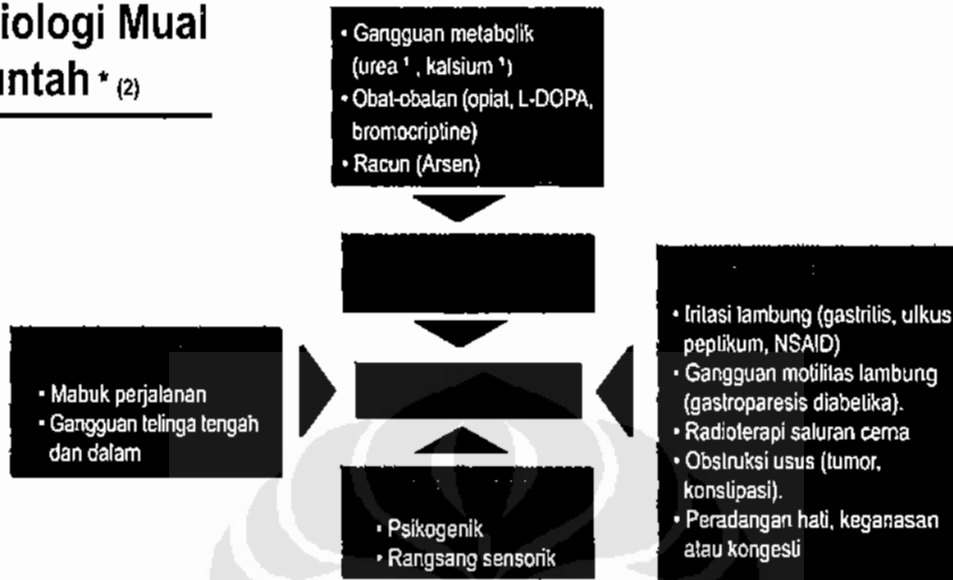 iologi Mual
untah * (2)
• Gangguan metabolik
(urea ↑ , kalsium ↑)
• Obat-obatan (opiat, L-DOPA,
bromocriptine)
• Racun (Arsen)
• Mabuk perjalanan
• Gangguan telinga tengah
dan dalam
• Psikogenik
• Rangsang sensorik
• Iritasi lambung (gastritis, ulkus
peptikum, NSAID)
• Gangguan motilitas lambung
(gastroparesis diabetika).
• Radioterapi saluran cerna
• Obstruksi usus (tumor,
konstipasi).
• Peradangan hati, keganasan
atau kongesti